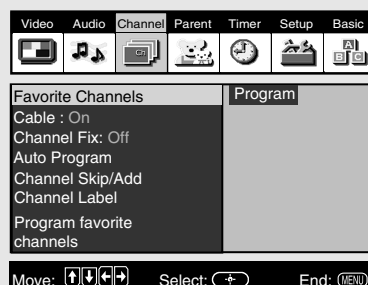 Video Audio Channel Parent Timer Setup Basic
Ch
A
B C
Favorite Channels Program
Cable : On
Channel Fix: Off
Auto Program
Channel Skip/Add
Channel Label
Program favorite
channels
Move: Select: End: MENU